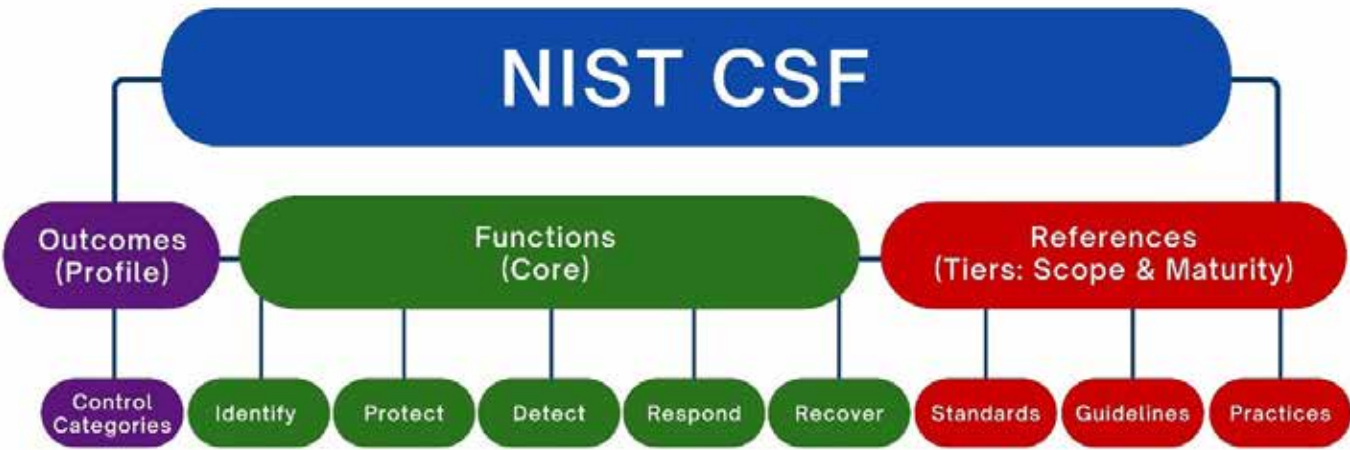 NIST CSF
Outcomes
(Profile)
Functions
(Core)
References
(Tiers: Scope & Maturity)
Control
Categories
Identify
Protect
Detect
Respond
Recover
Standards
Guidelines
Practices